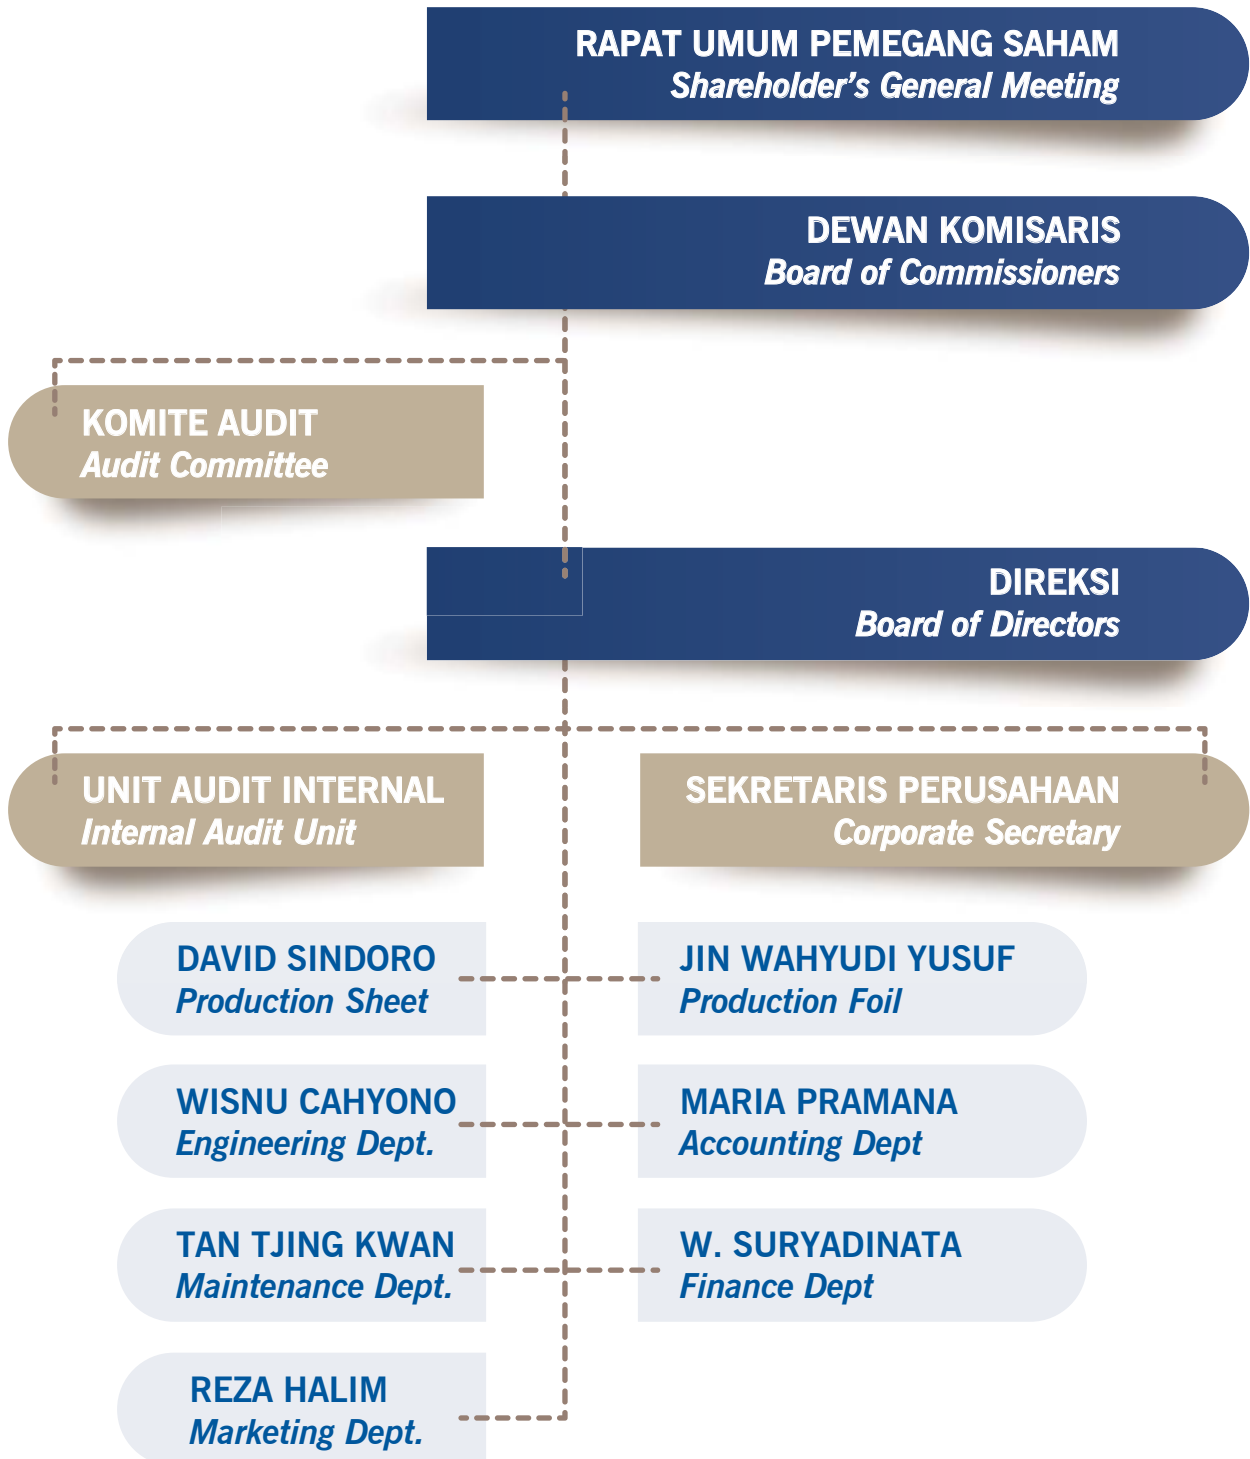 RAPAT UMUM PEMEGANG SAHAM
Shareholder's General Meeting
DEWAN KOMISARIS
Board of Commissioners
KOMITE AUDIT
Audit Committee
DIREKSI
Board of Directors
UNIT AUDIT INTERNAL
Internal Audit Unit
SEKRETARIS PERUSAHAAN
Corporate Secretary
DAVID SINDORO
Production Sheet
JIN WAHYUDI YUSUF
Production Foil
WISNU CAHYONO
Engineering Dept.
MARIA PRAMANA
Accounting Dept
TAN TJING KWAN
Maintenance Dept.
W. SURYADINATA
Finance Dept
REZA HALIM
Marketing Dept.